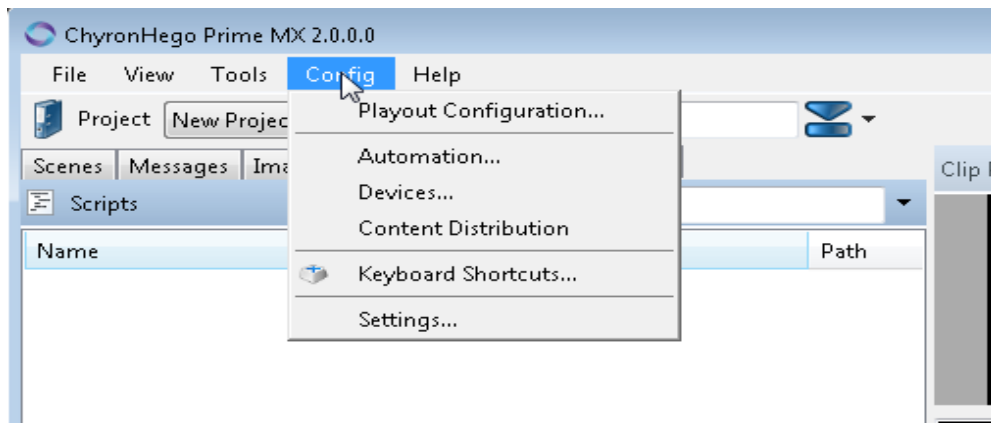 ChyronHego Prime MX 2.0.0.0
File View Tools Config Help
Project New Projec
Playout Configuration...
Automation...
Scenes Messages Ima
Clip
Devices...
Scripts
Content Distribution
Name
Path
Keyboard Shortcuts...
Settings...